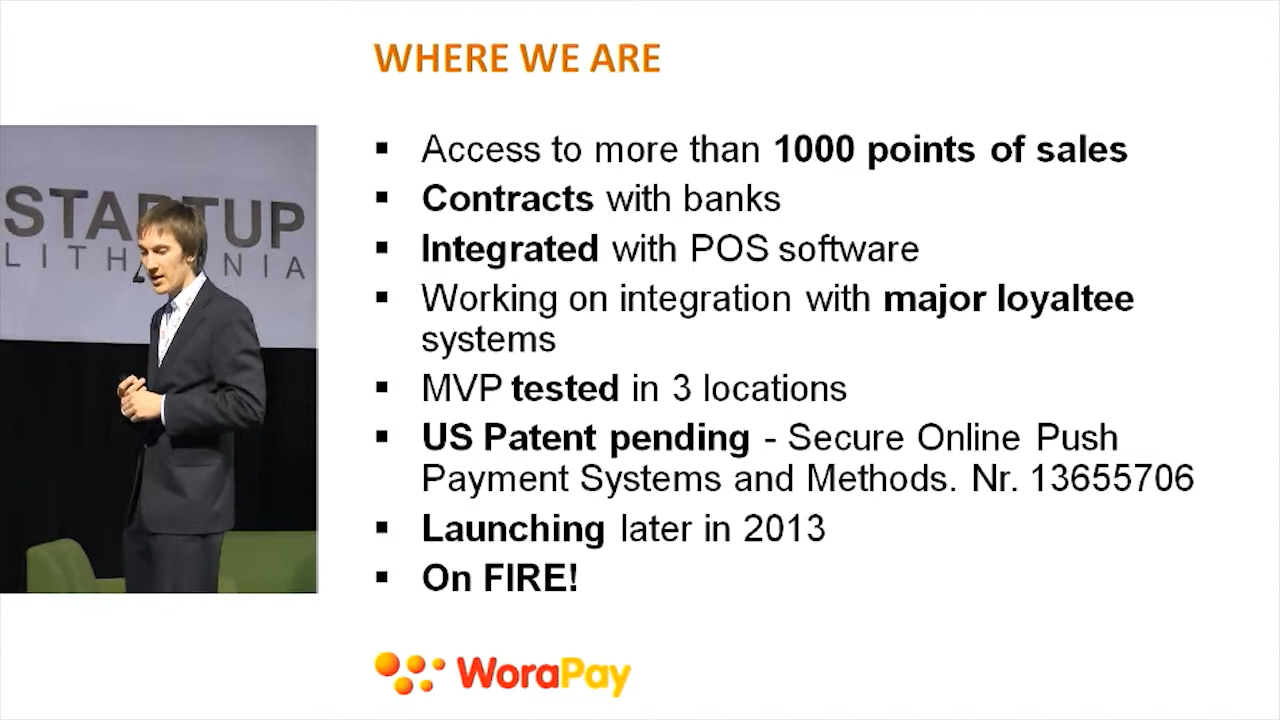 WHERE WE ARE
STARTUP
LITHUANIA
▪ Access to more than 1000 points of sales
▪ Contracts with banks
▪ Integrated with POS software
▪ Working on integration with major loyaltee
systems
▪ MVP tested in 3 locations
▪ US Patent pending - Secure Online Push
Payment Systems and Methods. Nr. 13655706
▪ Launching later in 2013
▪ On FIRE!
WoraPay